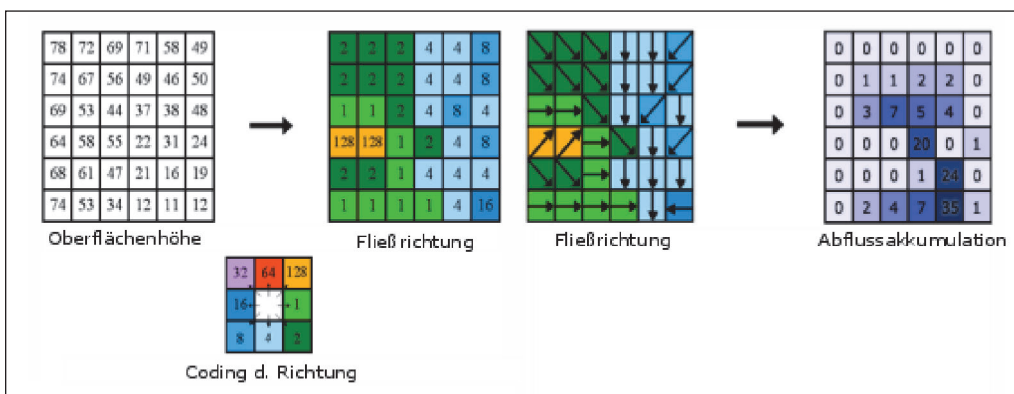 78 72 69 71 58 49
74 67 56 49 46 50
69 53 44 37 38 48
64 58 55 22 31 24
68 61 47 21 16 19
74 53 34 12 11 12
Oberflächenhöhe
2 2 2 4 4 8
2 2 2 4 4 8
1 1 2 4 8 4
128 128 1 2 4 8
2 2 1 4 4 4
1 1 1 1 4 16
Fließrichtung
Fließrichtung
0 0 0 0 0 0
0 1 1 2 2 0
0 3 7 5 4 0
0 0 0 20 0 1
0 0 0 1 24 0
0 2 4 7 35 1
Abflussakkumulation
32 64 128
16 1
8 4 2
Coding d. Richtung